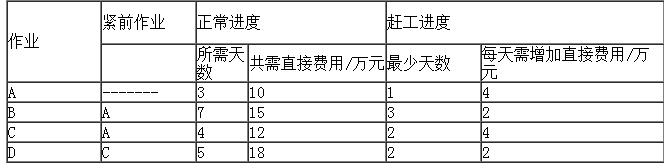 作业 紧前作业 正常进度 赶工进度
所需天数 共需直接费用/万元 最少天数 每天需增加直接费用/万元
A ------- 3 10 1 4
B A 7 15 3 2
C A 4 12 2 4
D C 5 18 2 2